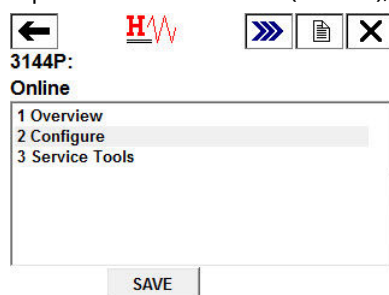 H
3144P:
Online
1 Overview
2 Configure
3 Service Tools
SAVE